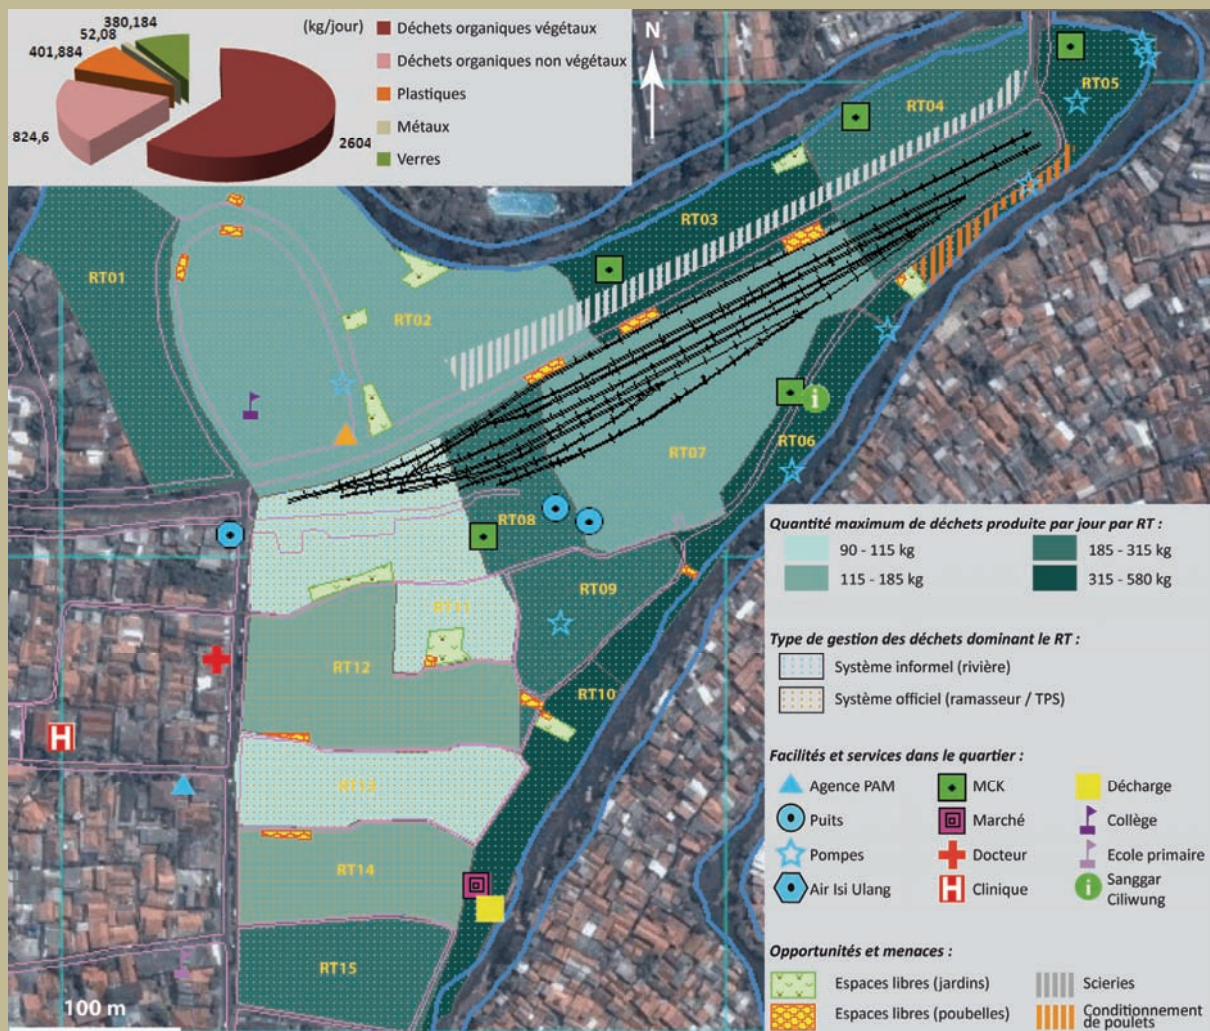 380,184
52,08
401,884
824,6
2604
(kg/jour)
Déchets organiques végétaux
Déchets organiques non végétaux
Plastiques
Métaux
Verres
N
RT05
RT04
RT03
RT01
RT02
RT07
RT06
RT08
RT09
RT11
RT12
RT10
RT13
RT14
RT15
H
i
100 m
Quantité maximum de déchets produite par jour par RT :
90 - 115 kg
185 - 315 kg
115 - 185 kg
315 - 580 kg
Type de gestion des déchets dominant le RT :
Système informel (rivière)
Système officiel (ramasseur / TPS)
Facilités et services dans le quartier :
Agence PAM
MCK
Décharge
Puits
Marché
Collège
Pompes
Docteur
Ecole primaire
Air Isi Ulang
H
Clinique
i
Sanggar
Ciliwung
Opportunités et menaces :
Espaces libres (jardins)
Scieries
Espaces libres (poubelles)
Conditionnement
de poulets